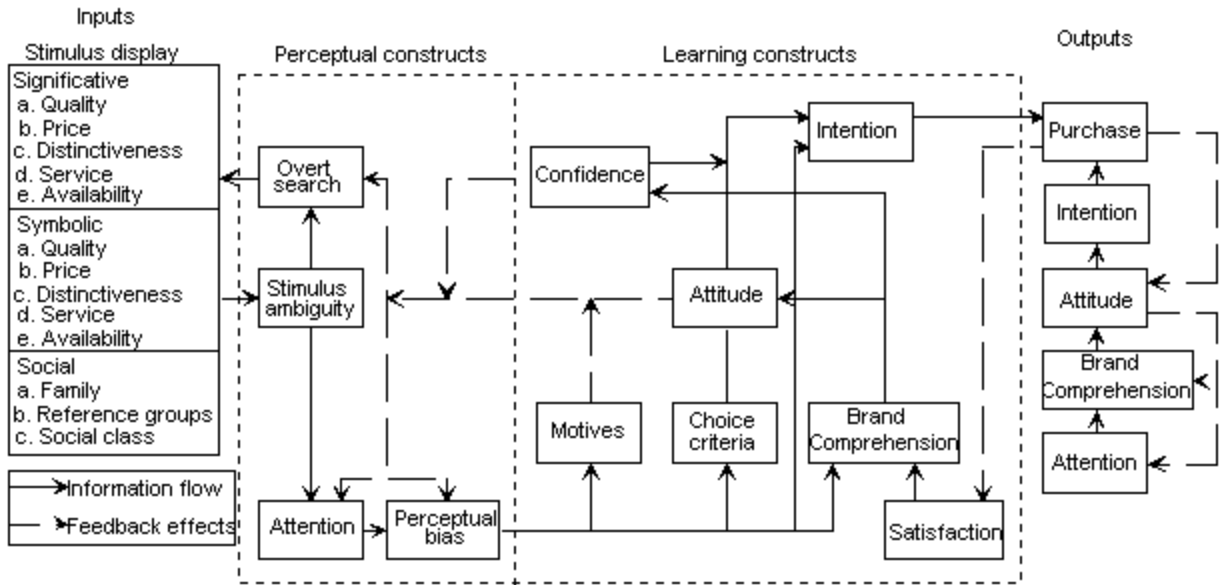 Inputs
Stimulus display
Significative
a. Quality
b. Price
c. Distinctiveness
d. Service
e. Availability
Symbolic
a. Quality
b. Price
c. Distinctiveness
d. Service
e. Availability
Social
a. Family
b. Reference groups
c. Social class
Information flow
Feedback effects
Perceptual constructs
Overt
search
Stimulus
ambiguity
Attention
Perceptual
bias
Learning constructs
Confidence
Intention
Attitude
Motives
Choice
criteria
Brand
Comprehension
Satisfaction
Outputs
Purchase
Intention
Attitude
Brand
Comprehension
Attention